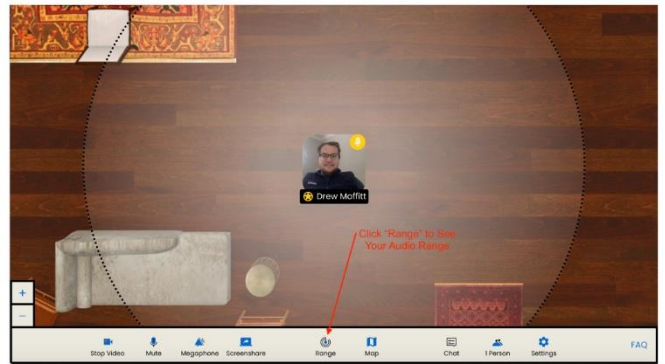 Drew Moffitt
Click "Range" to See
Your Audio Range
+
−
Stop Video
Mute
Megaphone
Screenshare
Range
Map
Chat
1 Person
Settings
FAQ